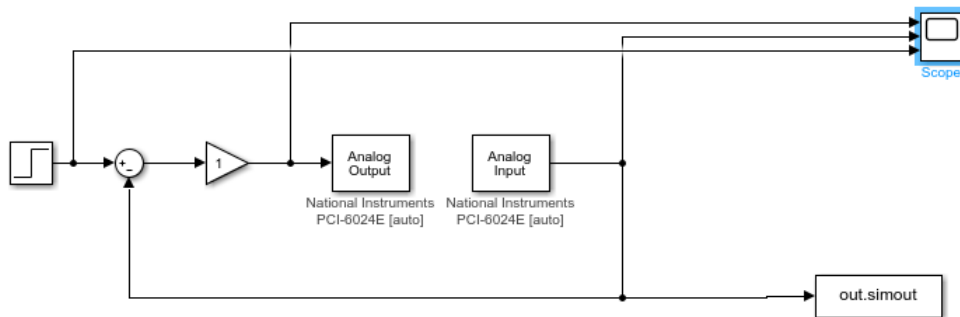 Scope
1
Analog
Output
Analog
Input
National Instruments
PCI-6024E [auto]
National Instruments
PCI-6024E [auto]
out.simout